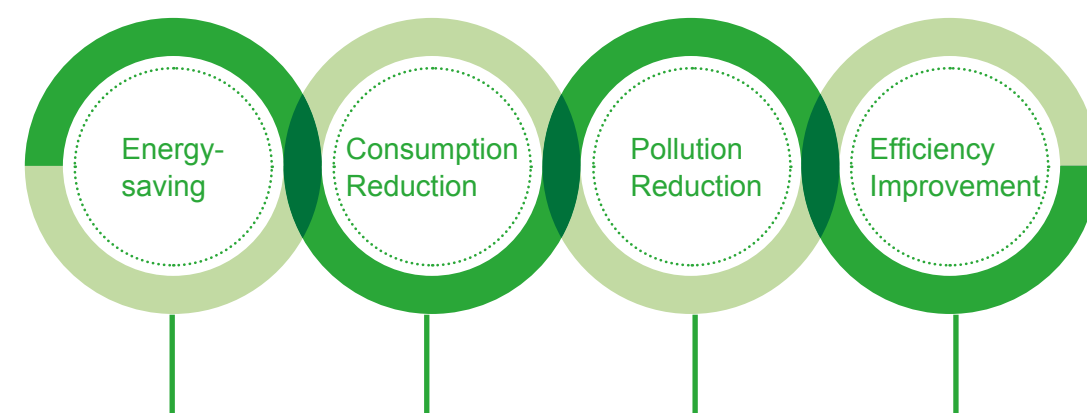 Energy-
saving
Consumption
Reduction
Pollution
Reduction
Efficiency
Improvement